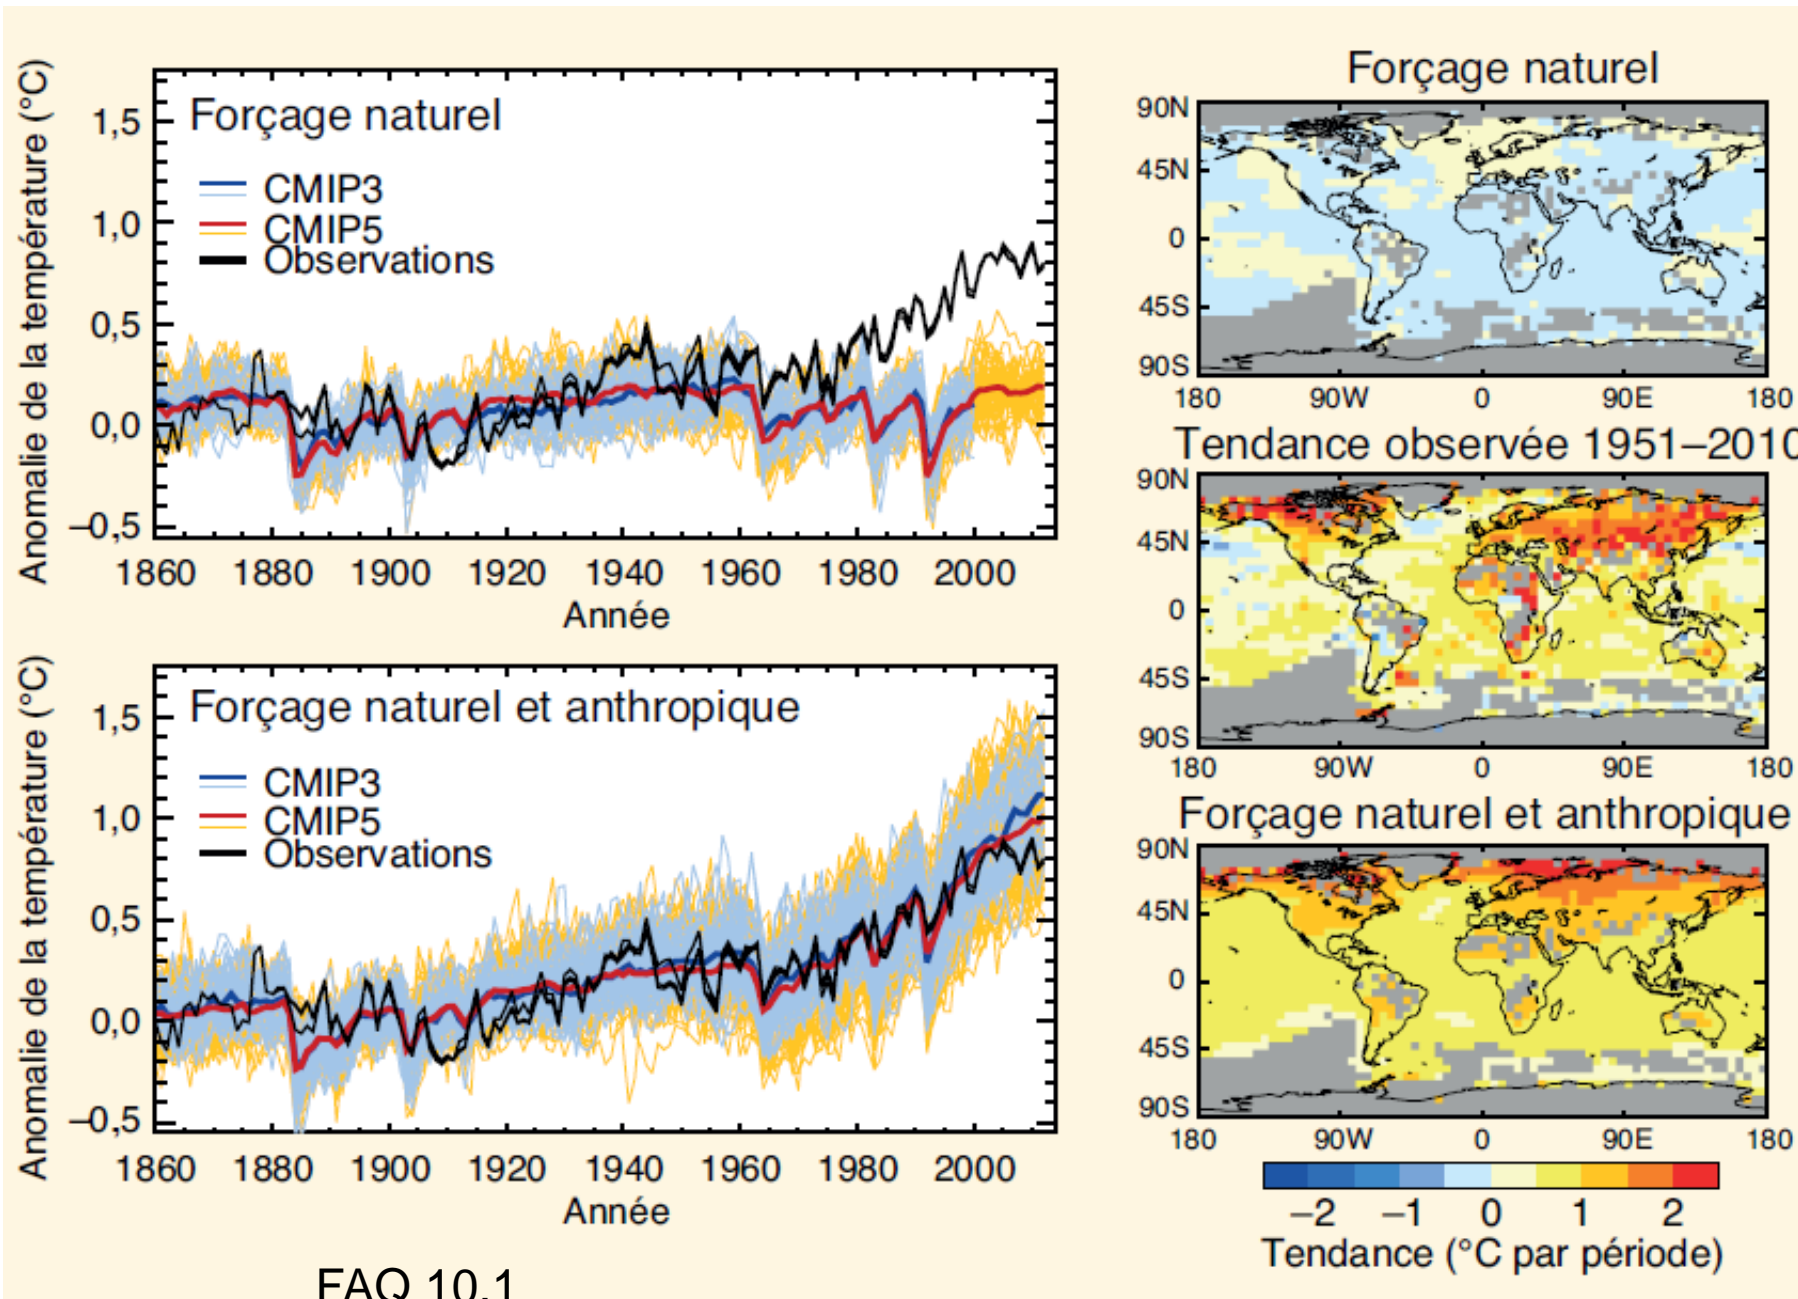 Anomalie de la température (°C)
1,5
1,0
0,5
0,0
–0,5
Forçage naturel
CMIP3
CMIP5
Observations
1860 1880 1900 1920 1940 1960 1980 2000
Année
Anomalie de la température (°C)
1,5
1,0
0,5
0,0
–0,5
Forçage naturel et anthropique
CMIP3
CMIP5
Observations
1860 1880 1900 1920 1940 1960 1980 2000
Année
FAQ 10.1
Forçage naturel
90N
45N
0
45S
90S
180 90W 0 90E 180
Tendance observée 1951–2010
90N
45N
0
45S
90S
180 90W 0 90E 180
Forçage naturel et anthropique
90N
45N
0
45S
90S
180 90W 0 90E 180
–2 –1 0 1 2
Tendance (°C par période)